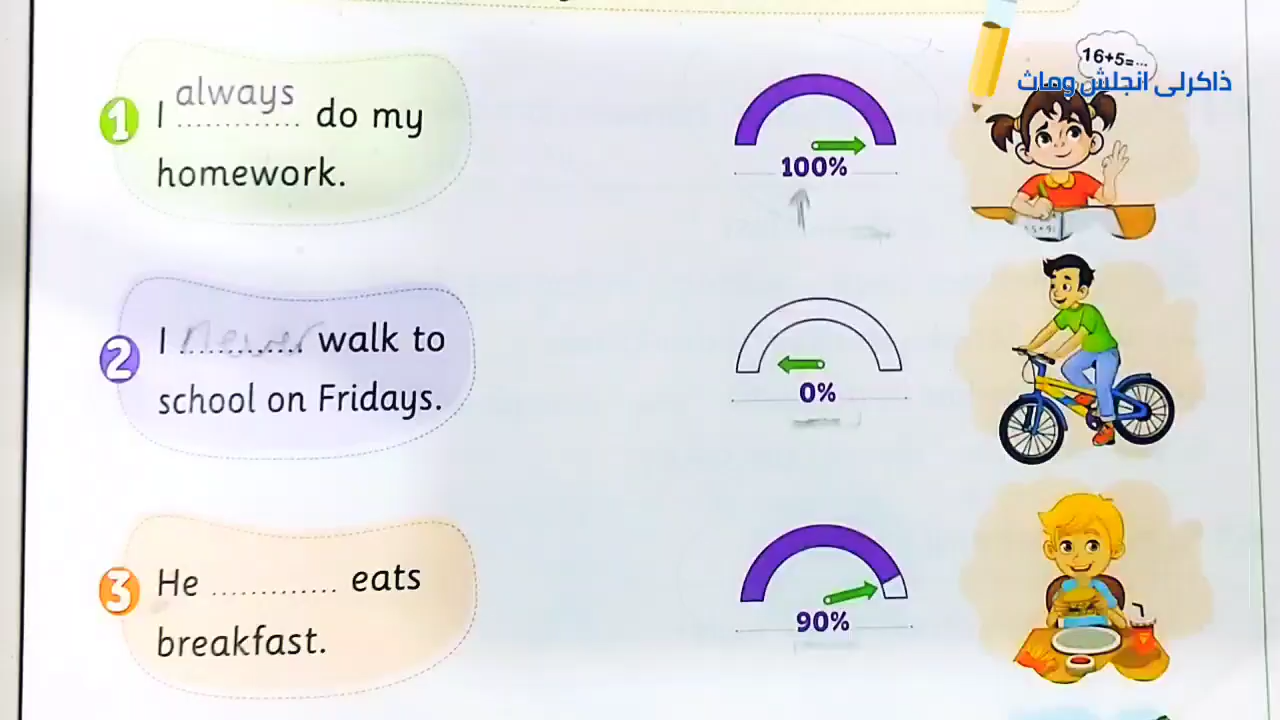 16+5=...
ذاكرلى انجلش وماث
1
I always do my
homework.
100%
2
I never walk to
school on Fridays.
0%
3
He ............ eats
breakfast.
90%